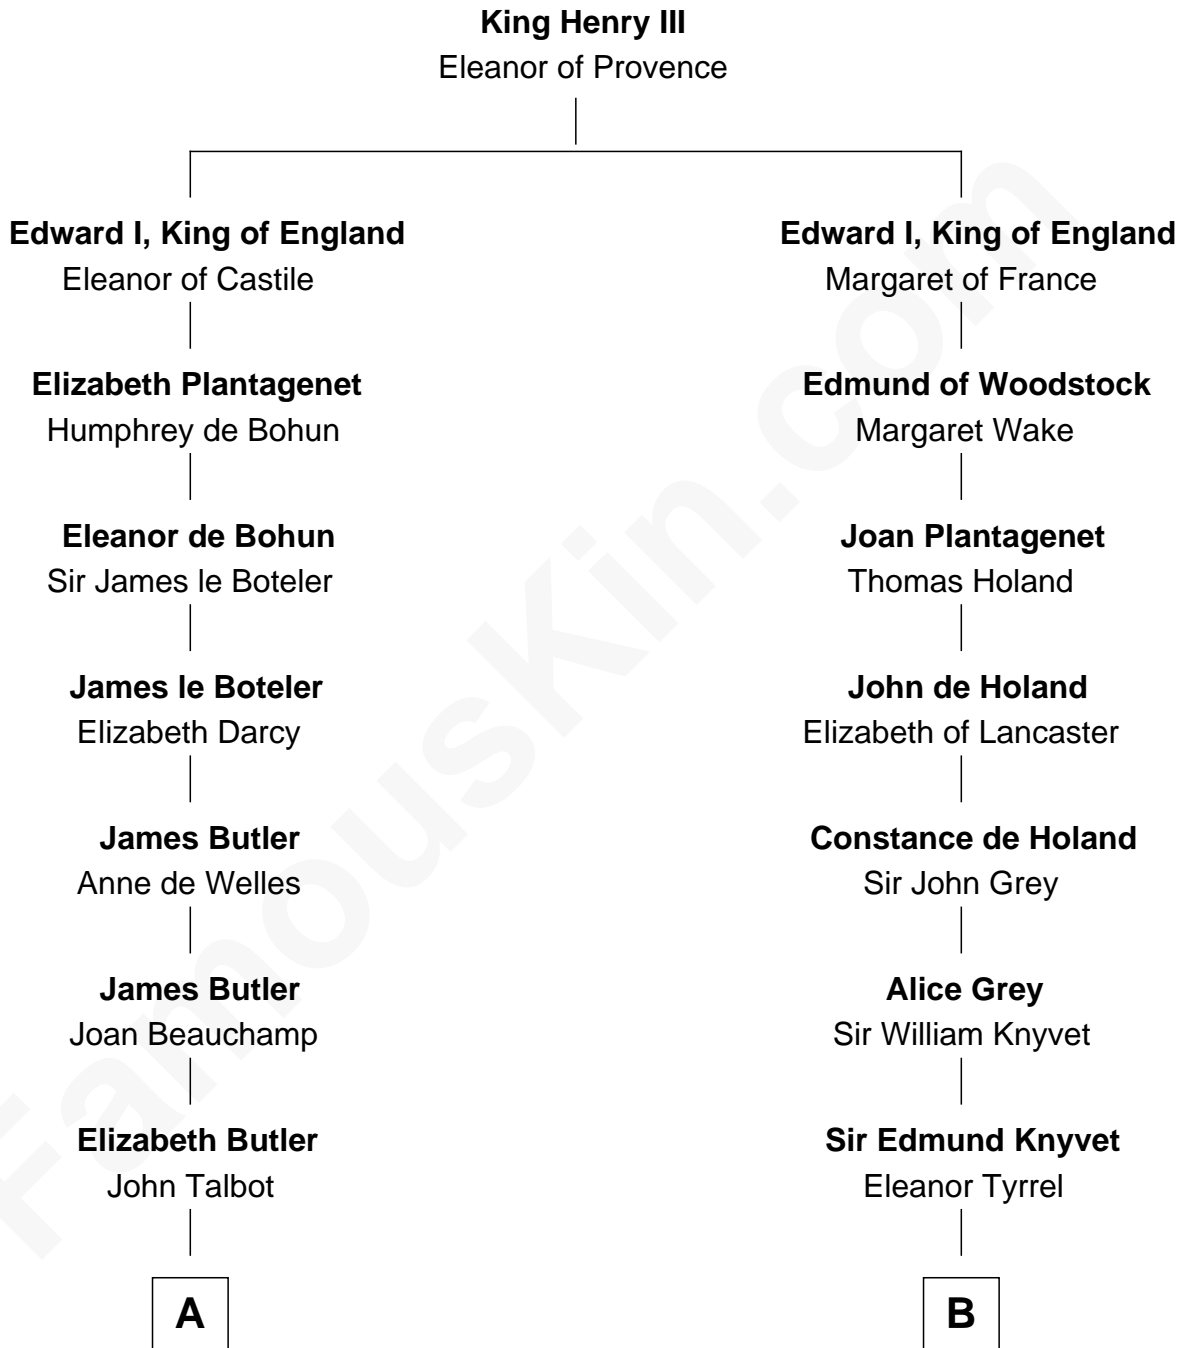 King Henry III
Eleanor of Provence
Edward I, King of England
Eleanor of Castile
Edward I, King of England
Margaret of France
Elizabeth Plantagenet
Humphrey de Bohun
Edmund of Woodstock
Margaret Wake
Eleanor de Bohun
Sir James le Boteler
Joan Plantagenet
Thomas Holand
James le Boteler
Elizabeth Darcy
John de Holand
Elizabeth of Lancaster
James Butler
Anne de Welles
Constance de Holand
Sir John Grey
James Butler
Joan Beauchamp
Alice Grey
Sir William Knyvet
Elizabeth Butler
John Talbot
Sir Edmund Knyvet
Eleanor Tyrrel
A
B
FamousKin.com